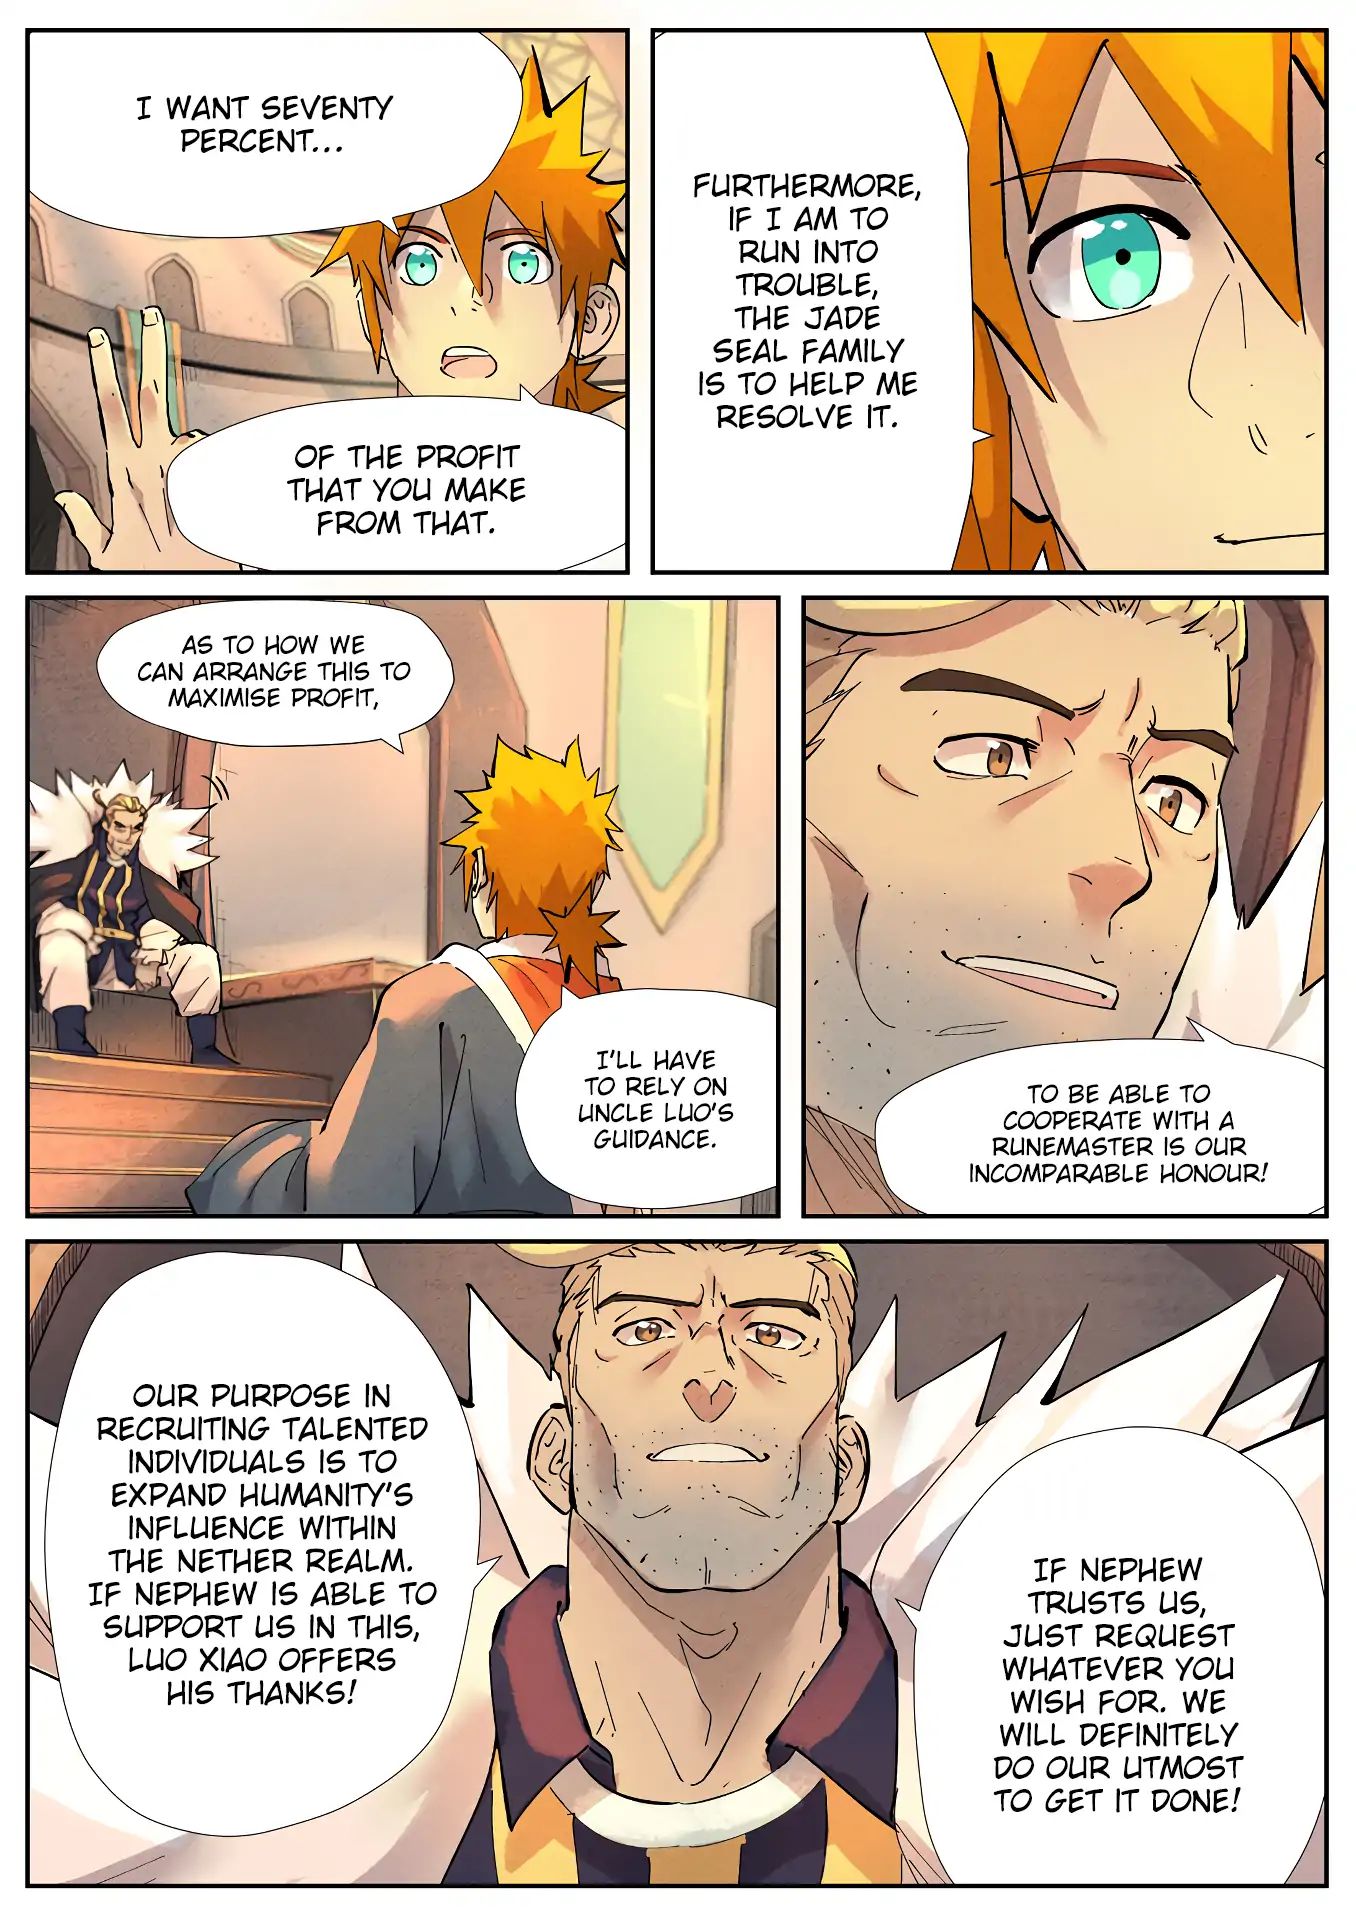 I WANT SEVENTY
PERCENT...
OF THE PROFIT
THAT YOU MAKE
FROM THAT.
FURTHERMORE,
IF I AM TO
RUN INTO
TROUBLE,
THE JADE
SEAL FAMILY
IS TO HELP ME
RESOLVE IT.
AS TO HOW WE
CAN ARRANGE THIS TO
MAXIMISE PROFIT,
I'LL HAVE
TO RELY ON
UNCLE LUO'S
GUIDANCE.
TO BE ABLE TO
COOPERATE WITH A
RUNEMASTER IS OUR
INCOMPARABLE HONOUR!
OUR PURPOSE IN
RECRUITING TALENTED
INDIVIDUALS IS TO
EXPAND HUMANITY'S
INFLUENCE WITHIN
THE NETHER REALM.
IF NEPHEW IS ABLE TO
SUPPORT US IN THIS,
LUO XIAO OFFERS
HIS THANKS!
IF NEPHEW
TRUSTS US,
JUST REQUEST
WHATEVER YOU
WISH FOR. WE
WILL DEFINITELY
DO OUR UTMOST
TO GET IT DONE!